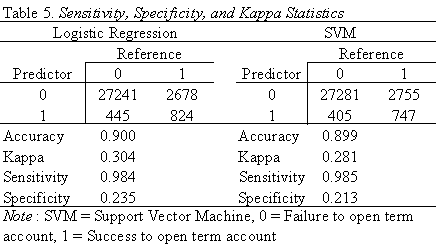 Table 5. Sensitivity, Specificity, and Kappa Statistics
Logistic Regression SVM
Reference Reference
Predictor 0 1 Predictor 0 1
0 27241 2678 0 27281 2755
1 445 824 1 405 747
Accuracy 0.900 Accuracy 0.899
Kappa 0.304 Kappa 0.281
Sensitivity 0.984 Sensitivity 0.985
Specificity 0.235 Specificity 0.213
Note : SVM = Support Vector Machine, 0 = Failure to open term
account, 1 = Success to open term account